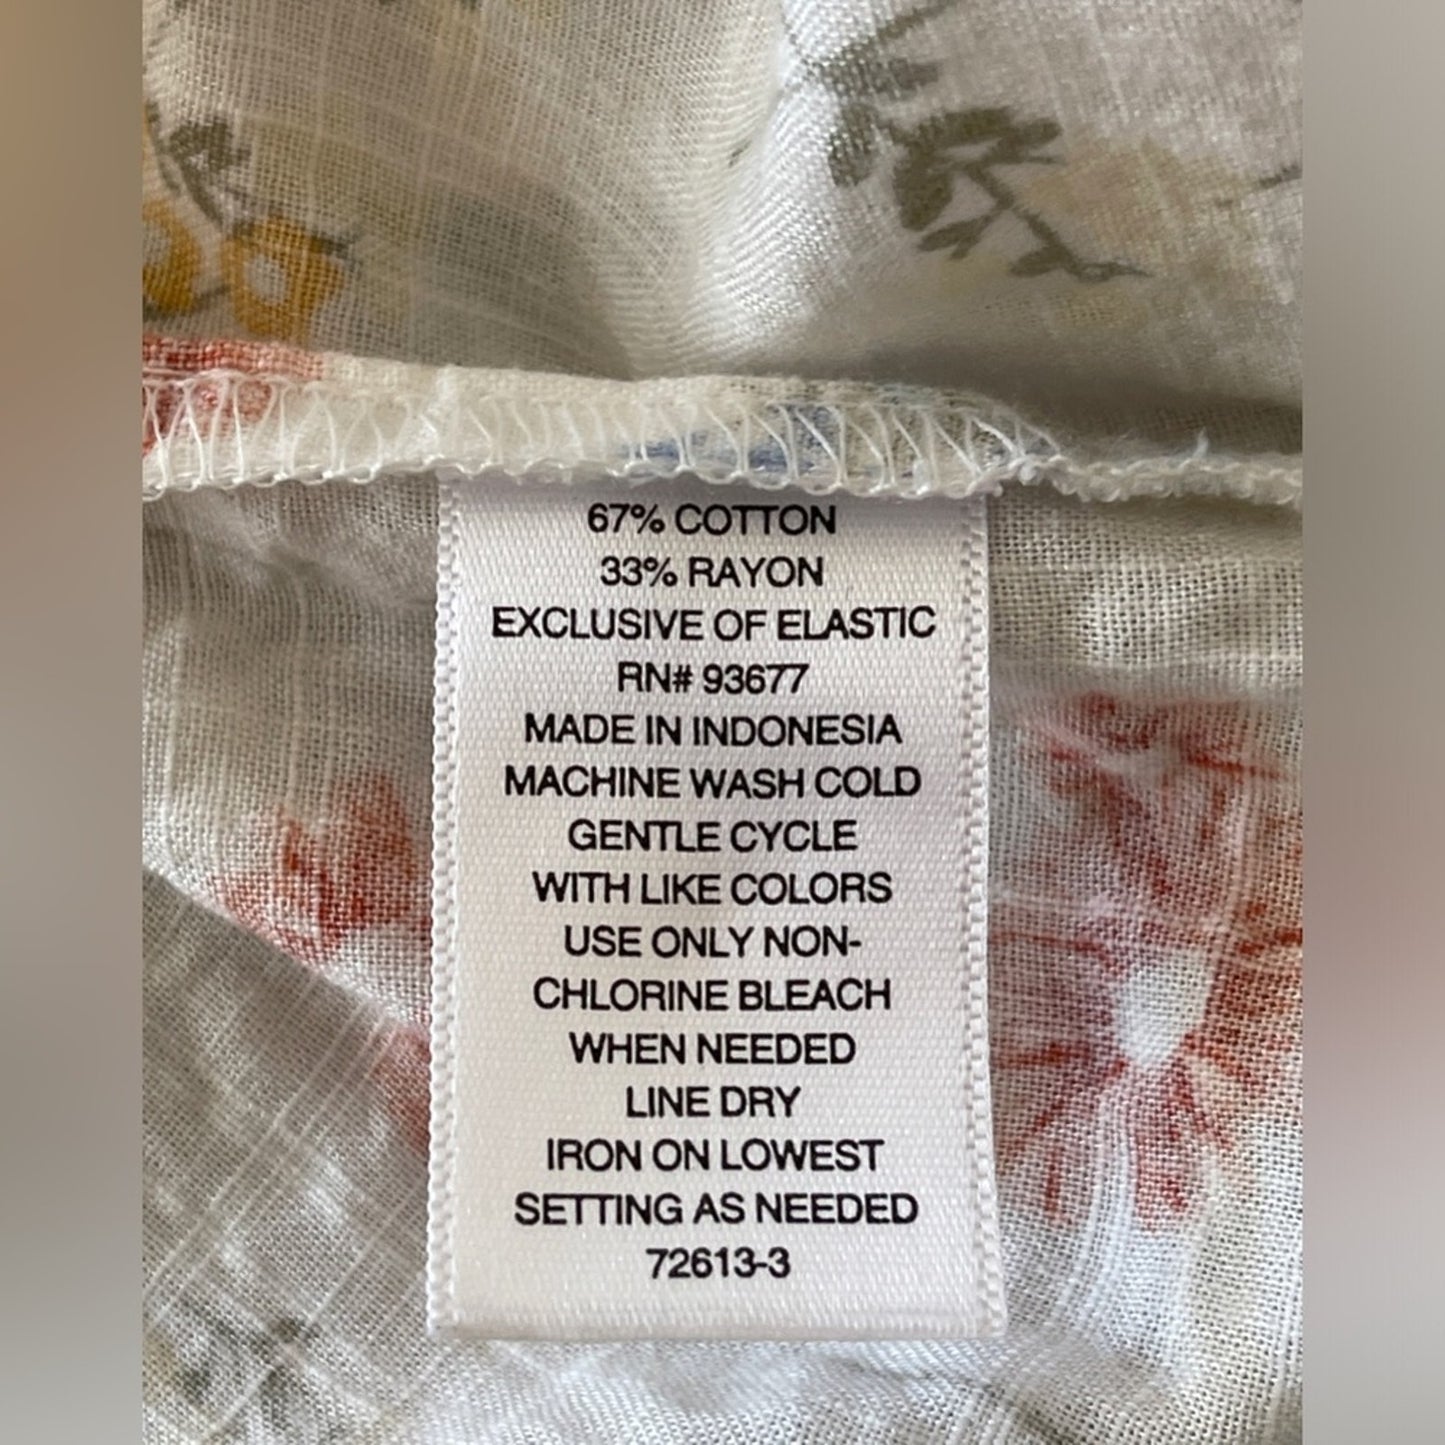 67% COTTON
33% RAYON
EXCLUSIVE OF ELASTIC
RN# 93677
MADE IN INDONESIA
MACHINE WASH COLD
GENTLE CYCLE
WITH LIKE COLORS
USE ONLY NON-
CHLORINE BLEACH
WHEN NEEDED
LINE DRY
IRON ON LOWEST
SETTING AS NEEDED
72613-3